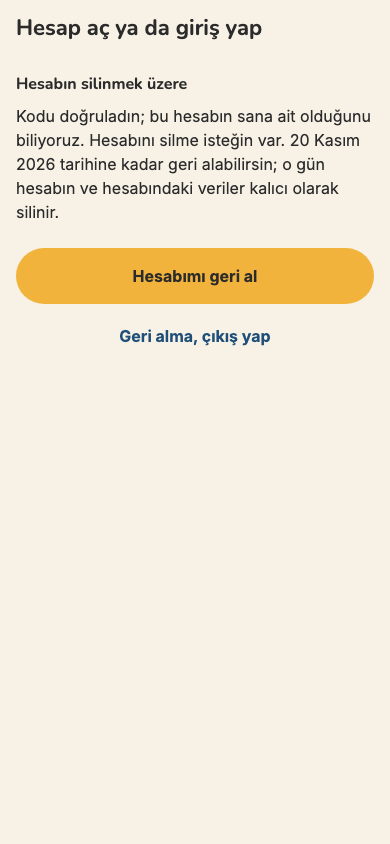 Hesap aç ya da giriş yap
Hesabın silinmek üzere
Kodu doğruladın; bu hesabın sana ait olduğunu
biliyoruz. Hesabını silme isteğin var. 20 Kasım
2026 tarihine kadar geri alabilirsin; o gün
hesabın ve hesabındaki veriler kalıcı olarak
silinir.
Hesabımı geri al
Geri alma, çıkış yap